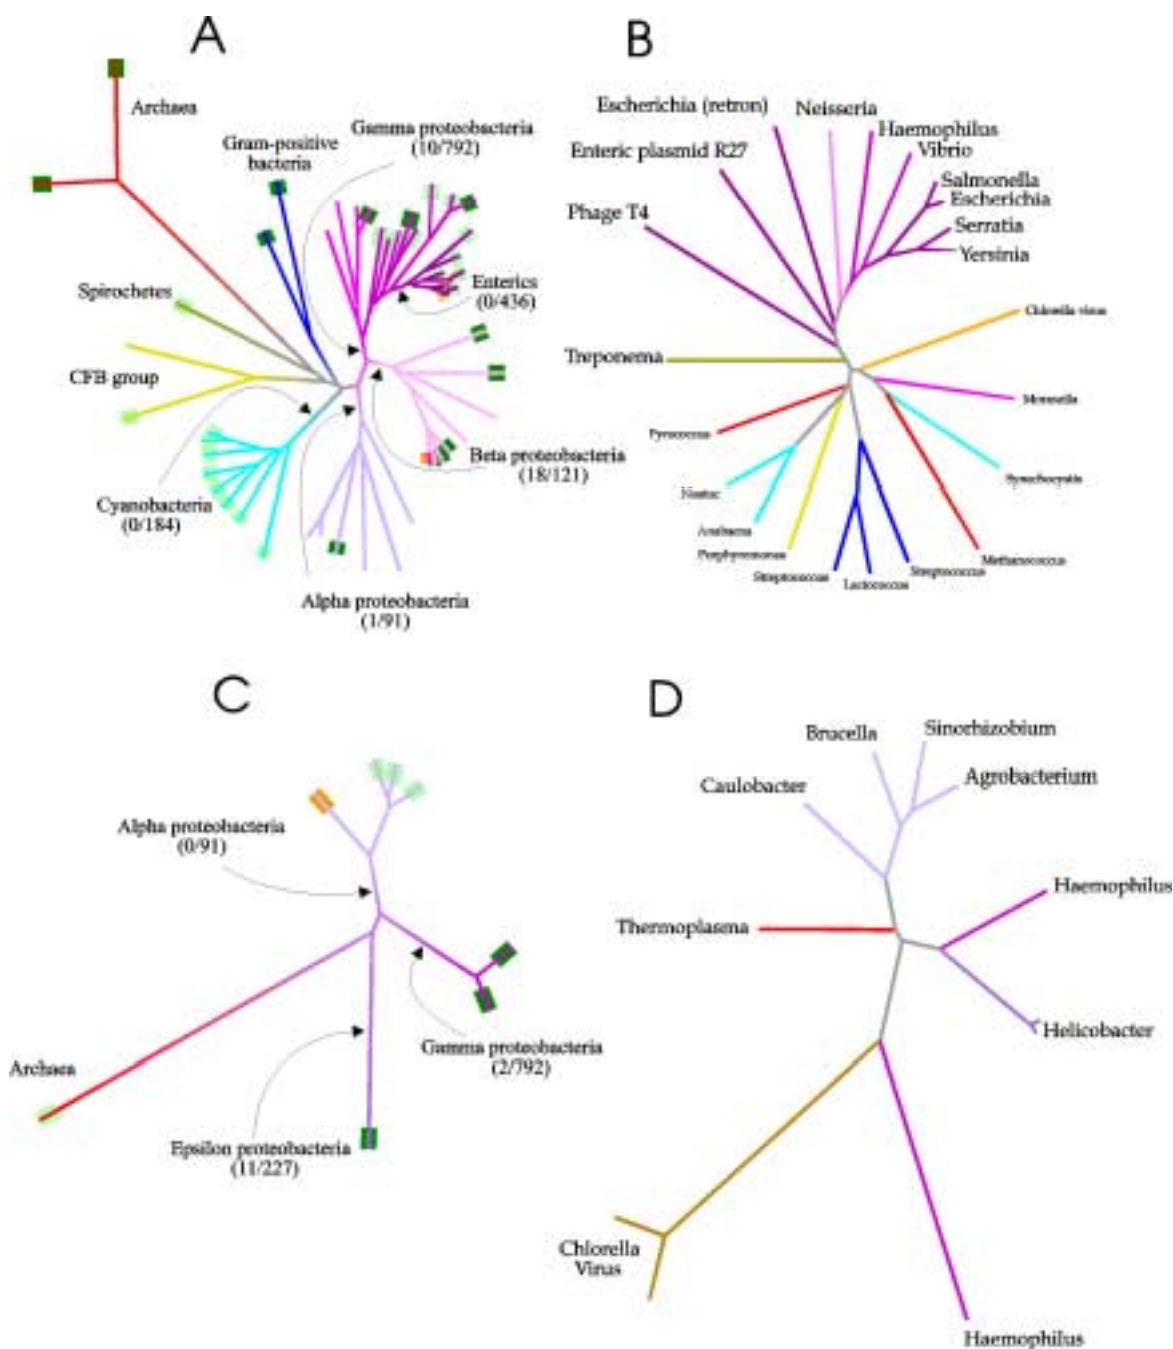 A
Archaea
Gram-positive
bacteria
Gamma proteobacteria
(10/792)
Spirochetes
CFB group
Enterics
(0/436)
Cyanobacteria
(0/184)
Beta proteobacteria
(18/121)
Alpha proteobacteria
(1/91)
B
Escherichia (retron)
Neisseria
Haemophilus
Vibrio
Enteric plasmid R27
Salmonella
Escherichia
Phage T4
Serratia
Yersinia
Chlorella virus
Treponema
Moraxella
Pyrococcus
Synechocystis
Nostoc
Anabaena
Porphyromonas
Streptococcus
Lactococcus
Streptococcus
Methanococcus
C
Alpha proteobacteria
(0/91)
Gamma proteobacteria
(2/792)
Archaea
Epsilon proteobacteria
(11/227)
D
Brucella
Sinorhizobium
Caulobacter
Agrobacterium
Haemophilus
Thermoplasma
Helicobacter
Chlorella
Virus
Haemophilus